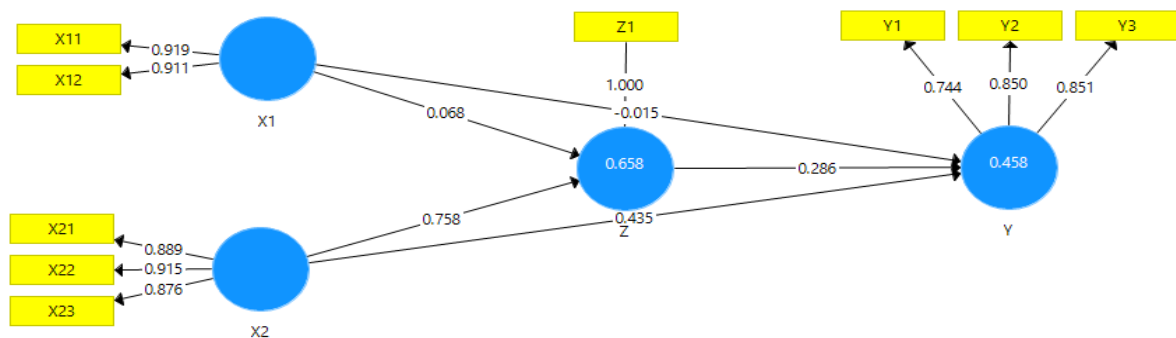 X11
X12
0.919
0.911
X1
Z1
1.000
Y1
Y2
Y3
0.744
0.850
0.851
0.068
-0.015
0.658
0.286
0.458
0.758
0.435
Z
Y
X21
X22
X23
0.889
0.915
0.876
X2